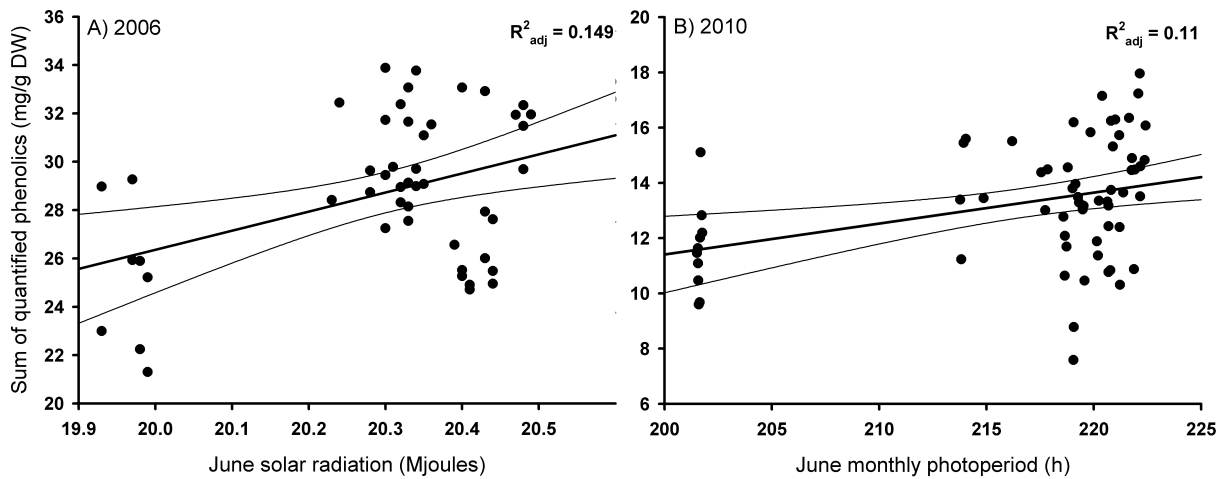 A) 2006
R²adj = 0.149
B) 2010
R²adj = 0.11
Sum of quantified phenolics (mg/g DW)
36
34
32
30
28
26
24
22
20
19.9 20.0 20.1 20.2 20.3 20.4 20.5
June solar radiation (Mjoules)
20
18
16
14
12
10
8
6
200 205 210 215 220 225
June monthly photoperiod (h)